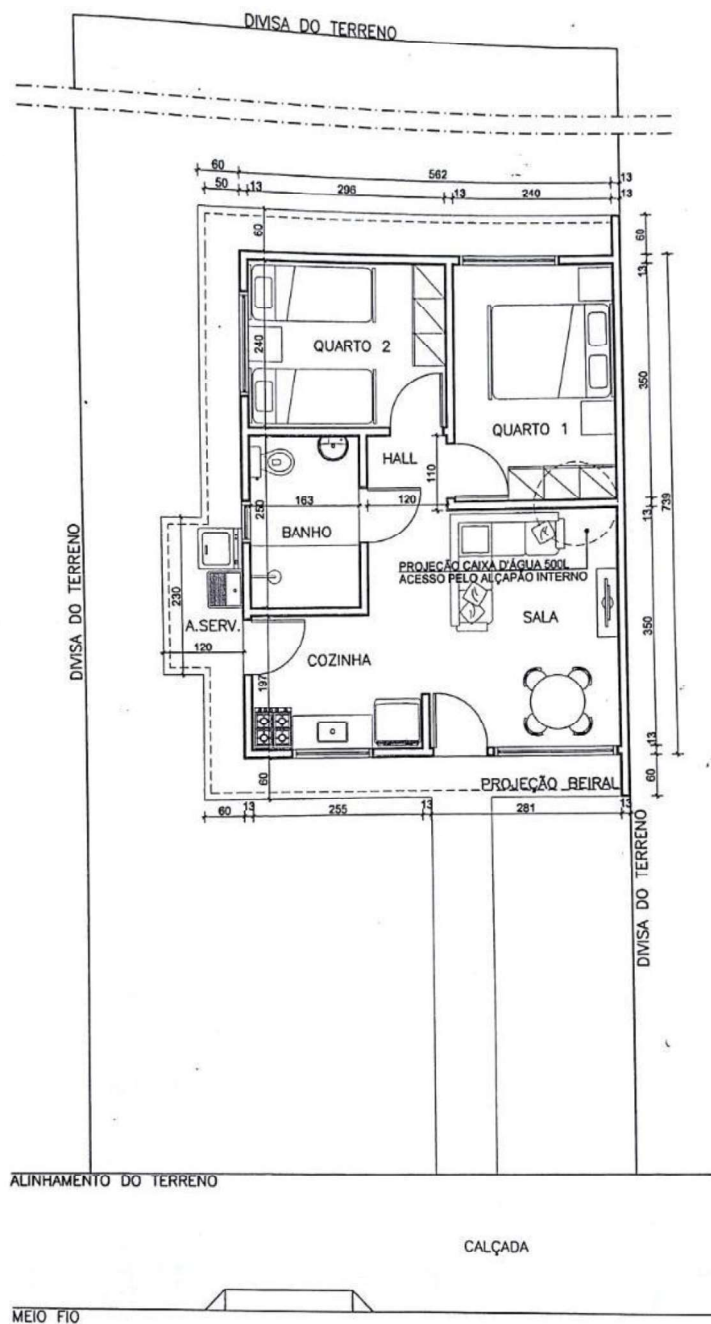 DIVISA DO TERRENO
60
562
13
50
13
296
13
240
13
60
60
13
240
QUARTO 2
350
QUARTO 1
HALL
110
163
120
250
BANHO
13
739
PROJEÇÃO CAIXA D'ÁGUA 500L
ACESSO PELO ALÇAPÃO INTERNO
DIVISA DO TERRENO
230
A.SERV.
SALA
120
COZINHA
350
197
13
60
PROJEÇÃO BEIRAL
60
60
13
255
13
281
13
DIVISA DO TERRENO
ALINHAMENTO DO TERRENO
CALÇADA
MEIO FIO